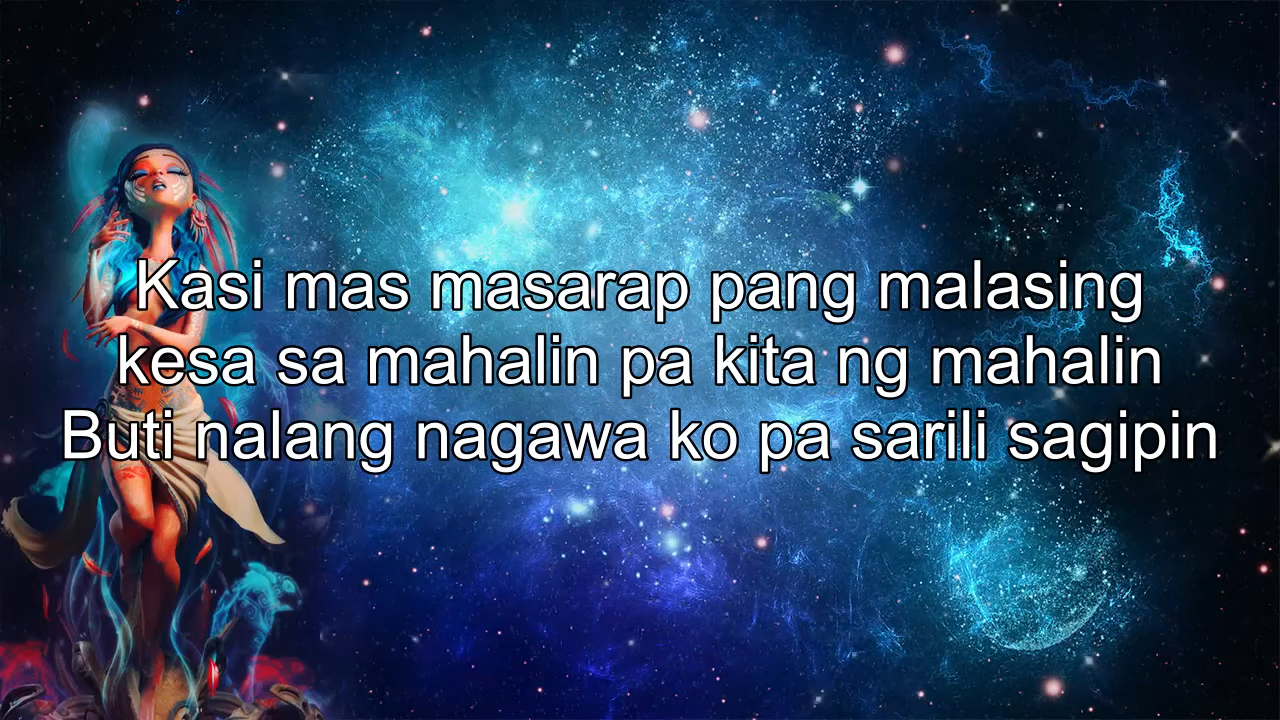 Kasi mas masarap pang malasing
kesa sa mahalin pa kita ng mahalin
Buti nalang nagawa ko pa sarili sagipin